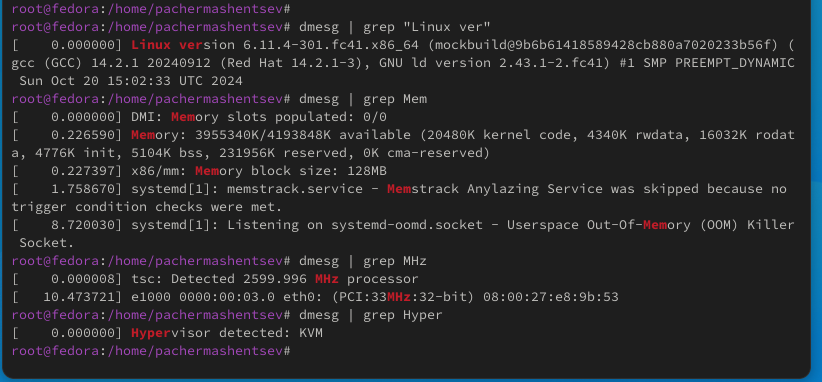 root@fedora:/home/pachermashentsev#
root@fedora:/home/pachermashentsev# dmesg | grep "Linux ver"
[    0.000000] Linux version 6.11.4-301.fc41.x86_64 (mockbuild@9b6b61418589428cb880a7020233b56f) (
gcc (GCC) 14.2.1 20240912 (Red Hat 14.2.1-3), GNU ld version 2.43.1-2.fc41) #1 SMP PREEMPT_DYNAMIC
 Sun Oct 20 15:02:33 UTC 2024
root@fedora:/home/pachermashentsev# dmesg | grep Mem
[    0.000000] DMI: Memory slots populated: 0/0
[    0.226590] Memory: 3955340K/4193848K available (20480K kernel code, 4340K rwdata, 16032K rodat
a, 4776K init, 5104K bss, 231956K reserved, 0K cma-reserved)
[    0.227397] x86/mm: Memory block size: 128MB
[    1.758670] systemd[1]: memstrack.service - Memstrack Anylazing Service was skipped because no
trigger condition checks were met.
[    8.720030] systemd[1]: Listening on systemd-oomd.socket - Userspace Out-Of-Memory (OOM) Killer
 Socket.
root@fedora:/home/pachermashentsev# dmesg | grep MHz
[    0.000008] tsc: Detected 2599.996 MHz processor
[   10.473721] e1000 0000:00:03.0 eth0: (PCI:33MHz:32-bit) 08:00:27:e8:9b:53
root@fedora:/home/pachermashentsev# dmesg | grep Hyper
[    0.000000] Hypervisor detected: KVM
root@fedora:/home/pachermashentsev#